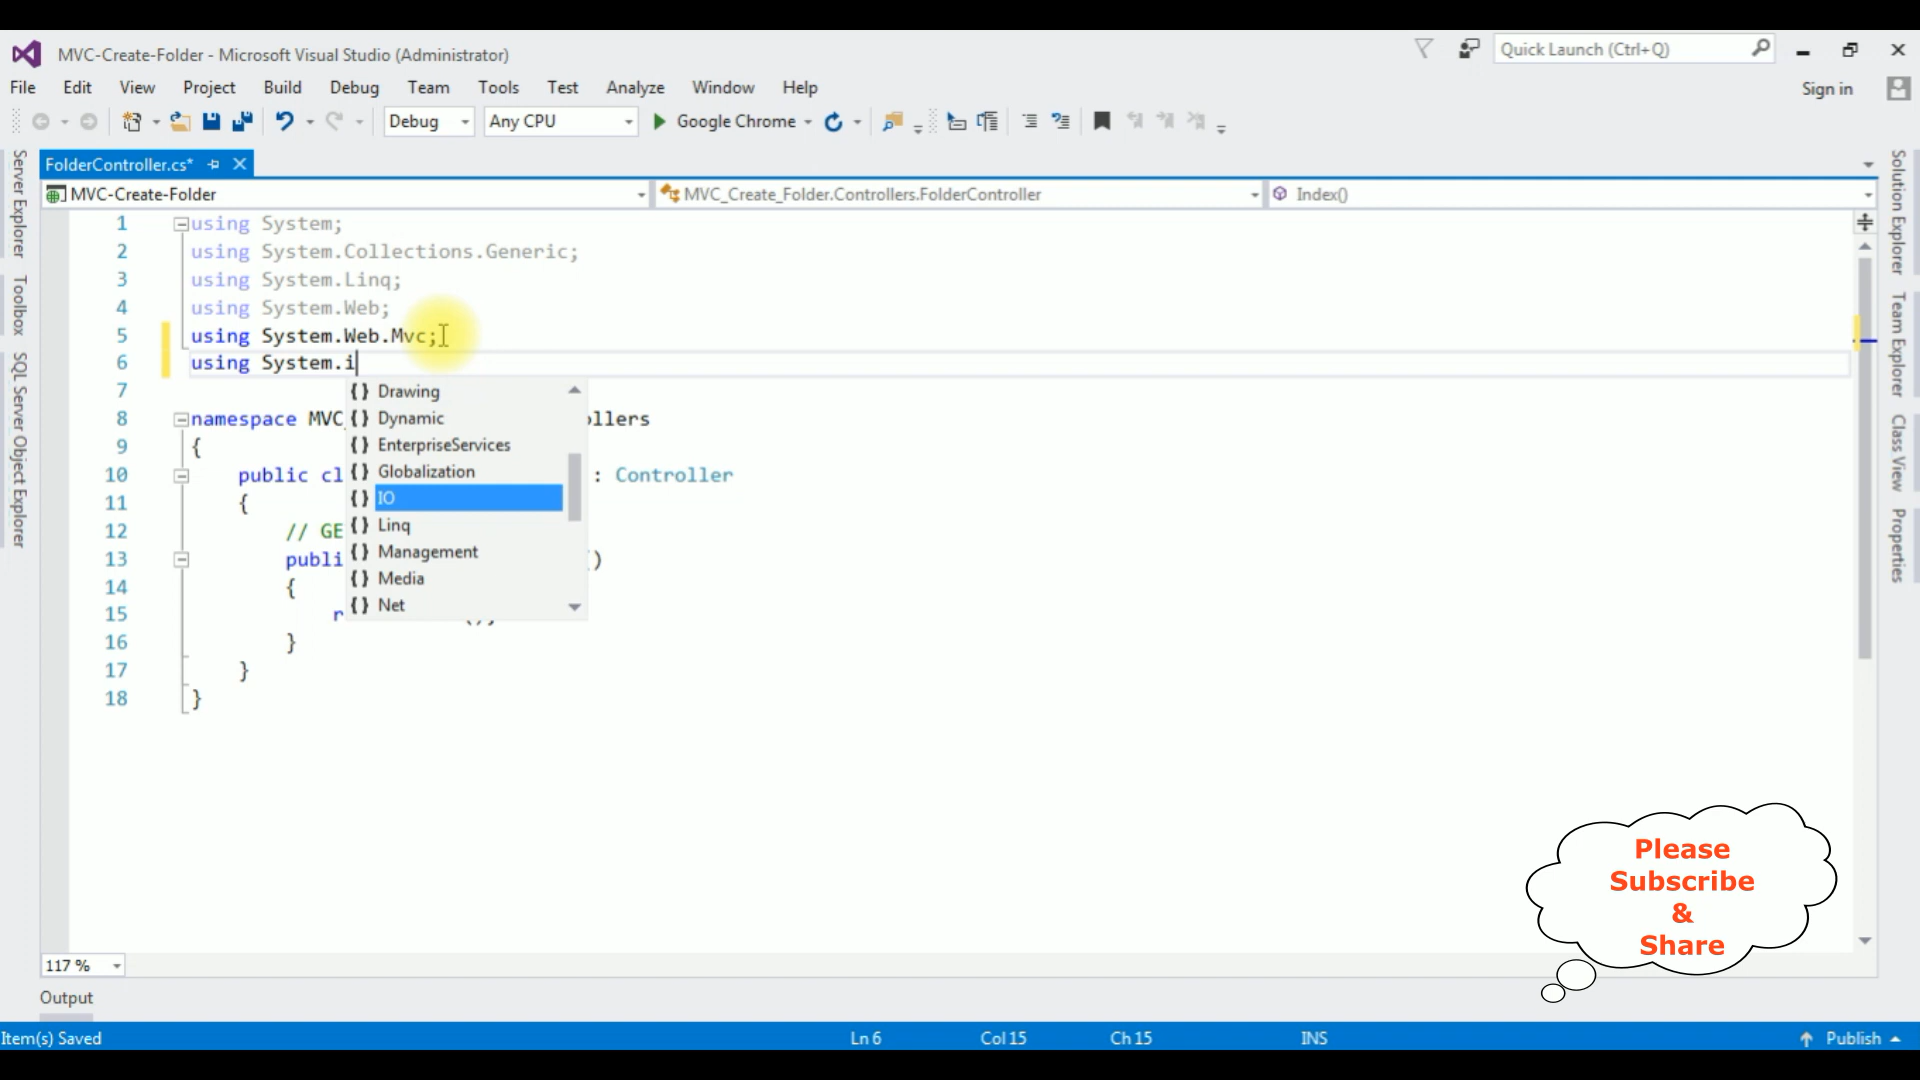 MVC-Create-Folder - Microsoft Visual Studio (Administrator)
Quick Launch (Ctrl+Q)
File Edit View Project Build Debug Team Tools Test Analyze Window Help
Sign in
Debug Any CPU Google Chrome
FolderController.cs*
MVC-Create-Folder MVC_Create_Folder.Controllers.FolderController Index()
Server Explorer
Toolbox
SQL Server Object Explorer
1 using System;
2 using System.Collections.Generic;
3 using System.Linq;
4 using System.Web;
5 using System.Web.Mvc;
6 using System.i
7
8 namespace MVC_ ollers
9 {
10 public cl : Controller
11 {
12 // GE
13 publi ()
14 {
15 r ();
16 }
17 }
18 }
{} Drawing
{} Dynamic
{} EnterpriseServices
{} Globalization
{} IO
{} Linq
{} Management
{} Media
{} Net
Solution Explorer
Team Explorer
Class View
Properties
Please
Subscribe
&
Share
117 %
Output
Item(s) Saved Ln 6 Col 15 Ch 15 INS Publish